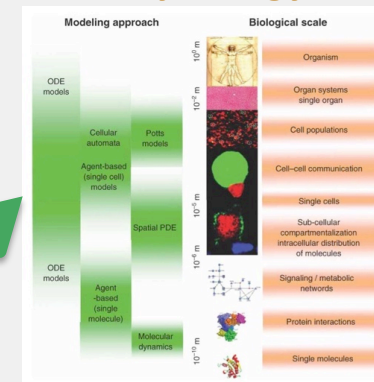 Modeling approach
Biological scale
ODE
models
Cellular
automata
Potts
models
Agent-based
(single cell)
models
Spatial PDE
ODE
models
Agent
-based
(single
molecule)
Molecular
dynamics
10⁰ m
10⁻² m
10⁻⁵ m
10⁻⁶ m
10⁻¹⁰ m
Organism
Organ systems
single organ
Cell populations
Cell–cell communication
Single cells
Sub-cellular
compartmentalization
intracellular distribution
of molecules
Signaling / metabolic
networds
Protein interactions
Single molecules